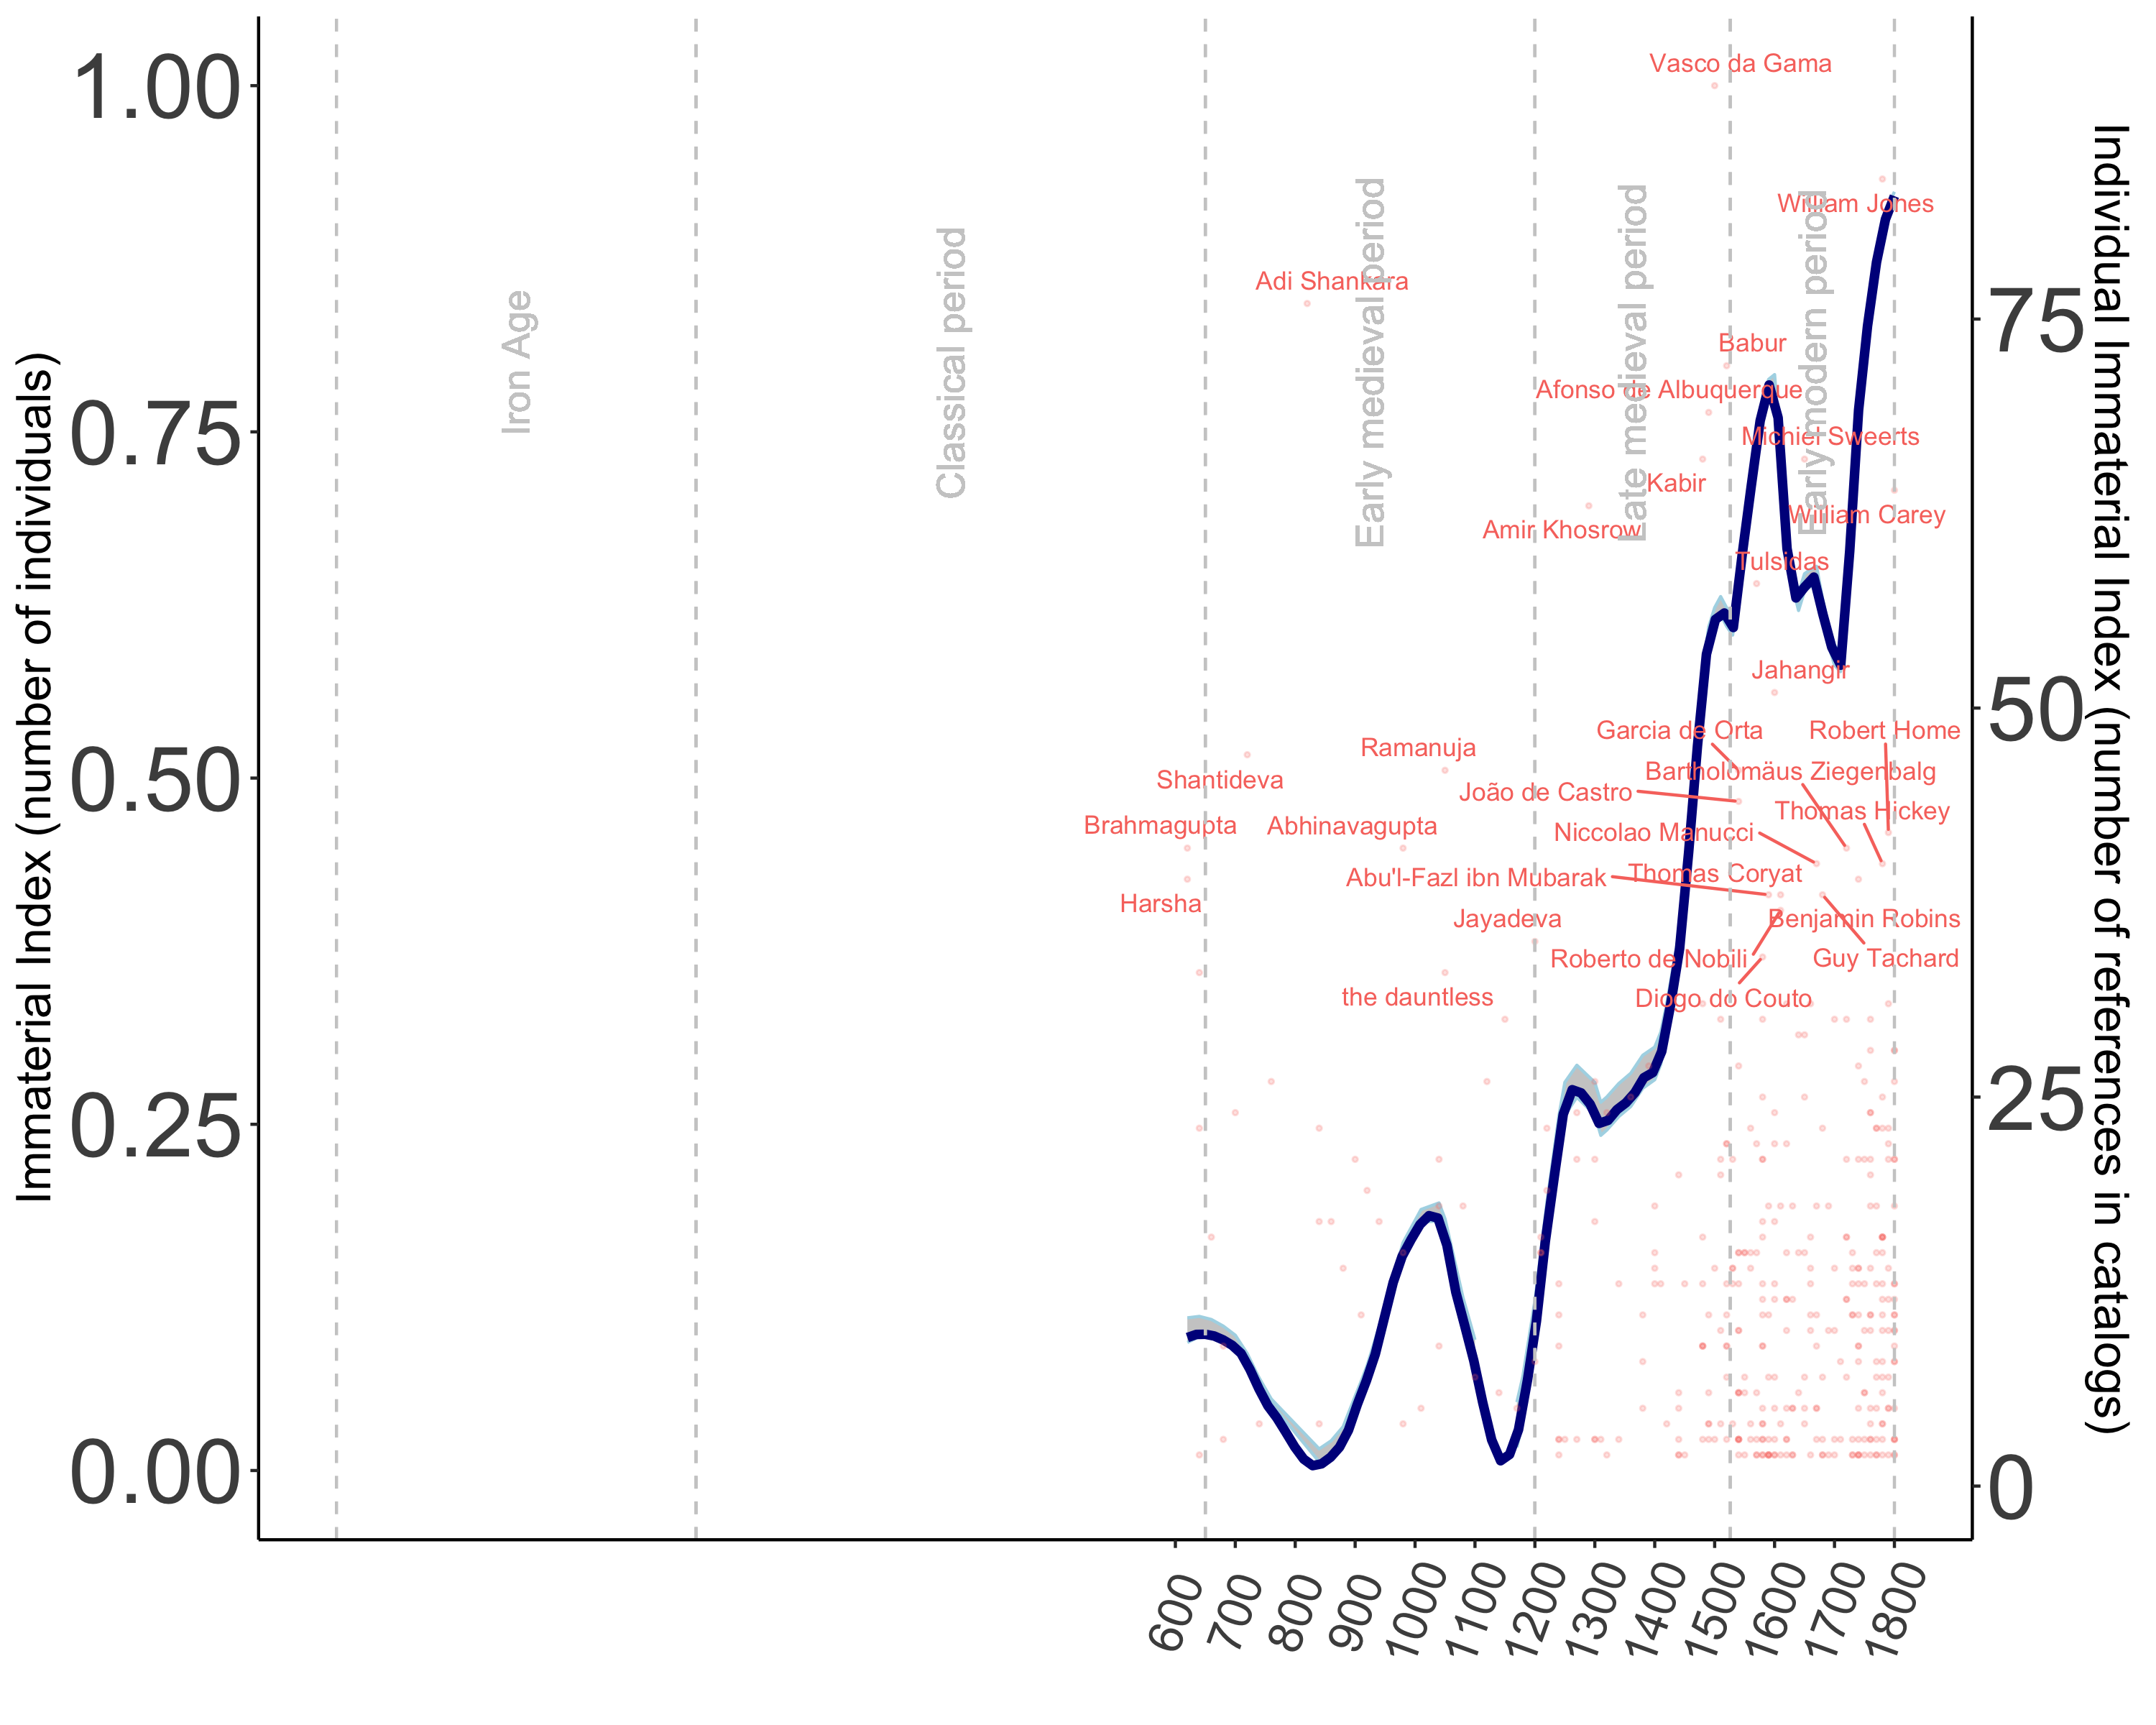 Immaterial Index (number of individuals)
1.00
0.75
0.50
0.25
0.00
Iron Age
Classical period
Early medieval period
Late medieval period
Early modern period
Vasco da Gama
William Jones
Adi Shankara
Babur
Afonso de Albuquerque
Michiel Sweerts
Kabir
William Carey
Amir Khosrow
Tulsidas
Jahangir
Garcia de Orta
Robert Home
Ramanuja
Bartholomäus Ziegenbalg
Shantideva
João de Castro
Thomas Hickey
Brahmagupta
Abhinavagupta
Niccolao Manucci
Thomas Coryat
Abu'l-Fazl ibn Mubarak
Harsha
Jayadeva
Benjamin Robins
Roberto de Nobili
Guy Tachard
the dauntless
Diogo do Couto
600
700
800
900
1000
1100
1200
1300
1400
1500
1600
1700
1800
75
50
25
0
Individual Immaterial Index (number of references in catalogs)